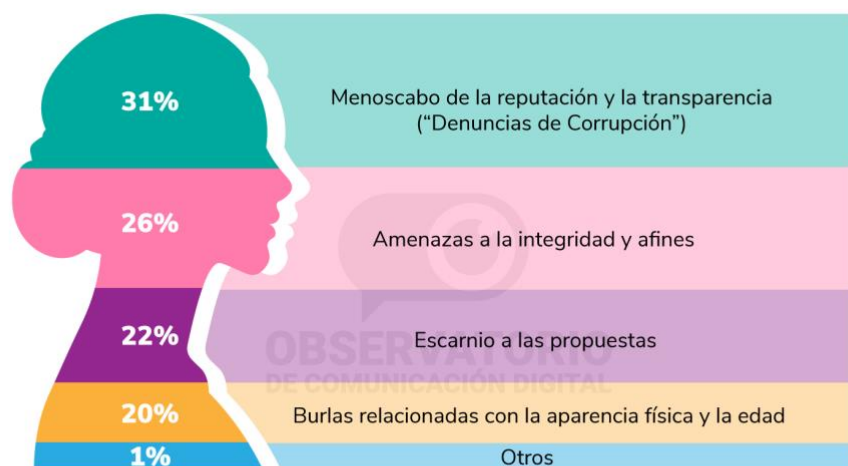 31%
Menoscabo de la reputación y la transparencia
(“Denuncias de Corrupción”)
26%
Amenazas a la integridad y afines
22%
Escarnio a las propuestas
OBSERVATORIO
DE COMUNICACIÓN DIGITAL
20%
Burlas relacionadas con la aparencia física y la edad
1%
Otros